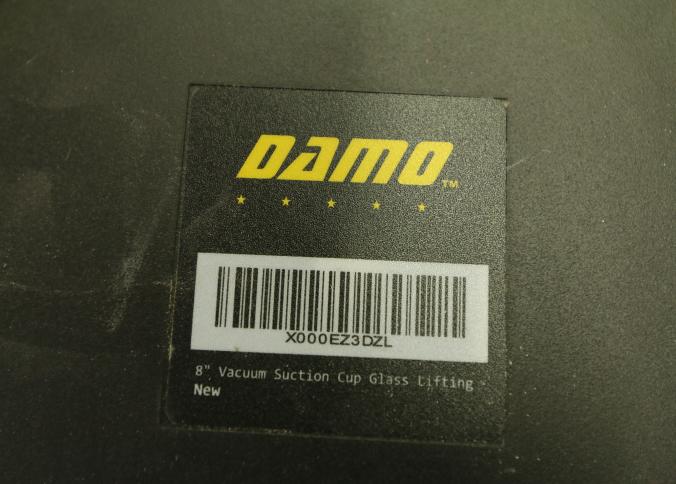 DAMO™
X000EZ3DZL
8" Vacuum Suction Cup Glass Lifting -
New